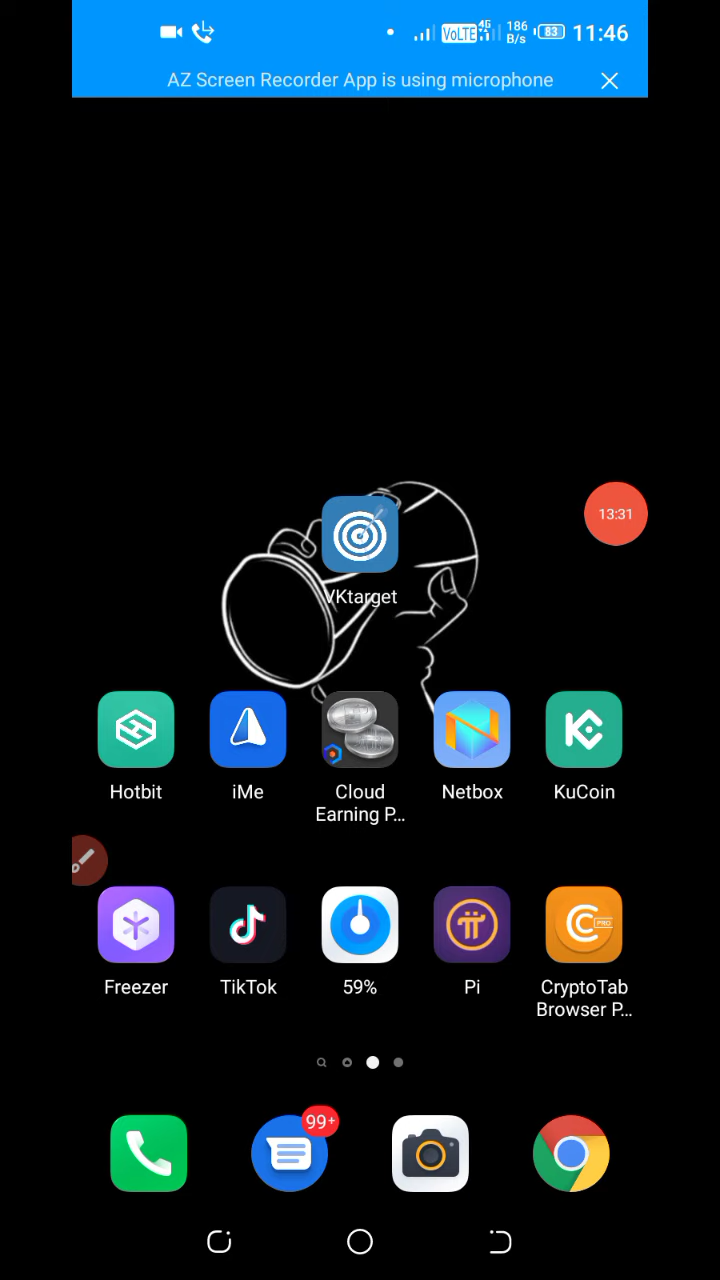 VoLTE 4G 186 B/s 83 11:46
AZ Screen Recorder App is using microphone
13:31
VKtarget
Hotbit iMe Cloud Netbox KuCoin
Earning P...
Freezer TikTok 59% Pi CryptoTab
Browser P...
PRO
99+